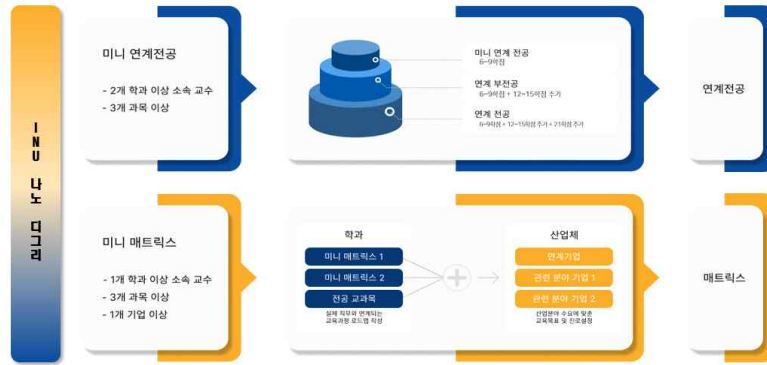 INU 나노 디그리
미니 연계전공
- 2개 학과 이상 소속 교수
- 3개 과목 이상
미니 연계 전공
6~9학점
연계 부전공
6~9학점 + 12~15학점 추가
연계 전공
6~9학점 + 12~15학점 추가 + 21학점 추가
연계전공
미니 매트릭스
- 1개 학과 이상 소속 교수
- 3개 과목 이상
- 1개 기업 이상
학과
미니 매트릭스 1
미니 매트릭스 2
전공 교과목
실제 직무와 연계되는
교육과정 로드맵 작성
산업체
연계기업
관련 분야 기업 1
관련 분야 기업 2
산업분야 수요에 맞춘
교육목표 및 진로설정
매트릭스